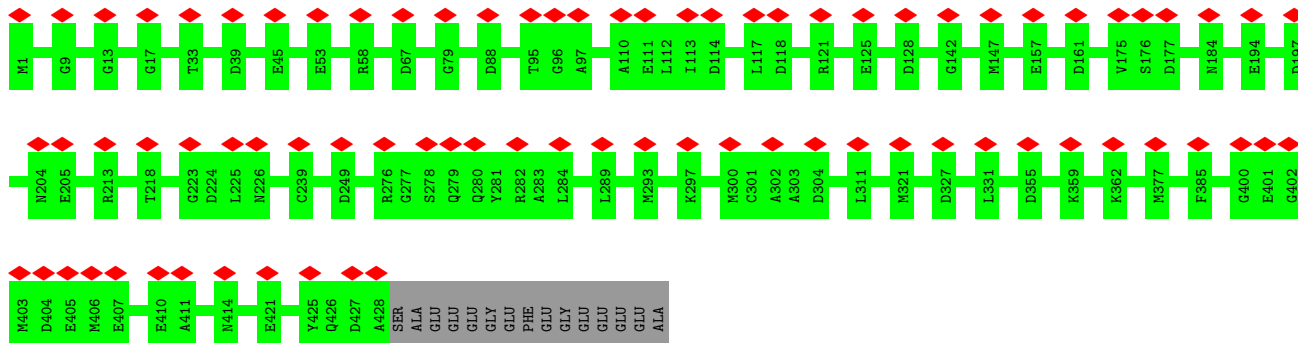 M1 G9 G13 G17 T33 D39 E45 E53 R58 D67 G79 D88 T95 G96 A97 A110 E111 L112 I113 D114 L117 D118 R121 E125 D128 G142 M147 E157 D161 V175 S176 D177 N184 E194 D197
N204 E205 R213 T218 G223 D224 L225 N226 C239 D249 R276 G277 S278 Q279 Q280 Y281 R282 A283 L284 L289 M293 K297 M300 C301 A302 A303 D304 L311 M321 D327 L331 D355 K359 K362 M377 F385 G400 E401 G402
M403 D404 E405 M406 E407 E410 A411 N414 E421 Y425 Q426 D427 A428 SER ALA GLU GLU GLU GLY GLU PHE GLU GLY GLU GLU GLU GLU ALA